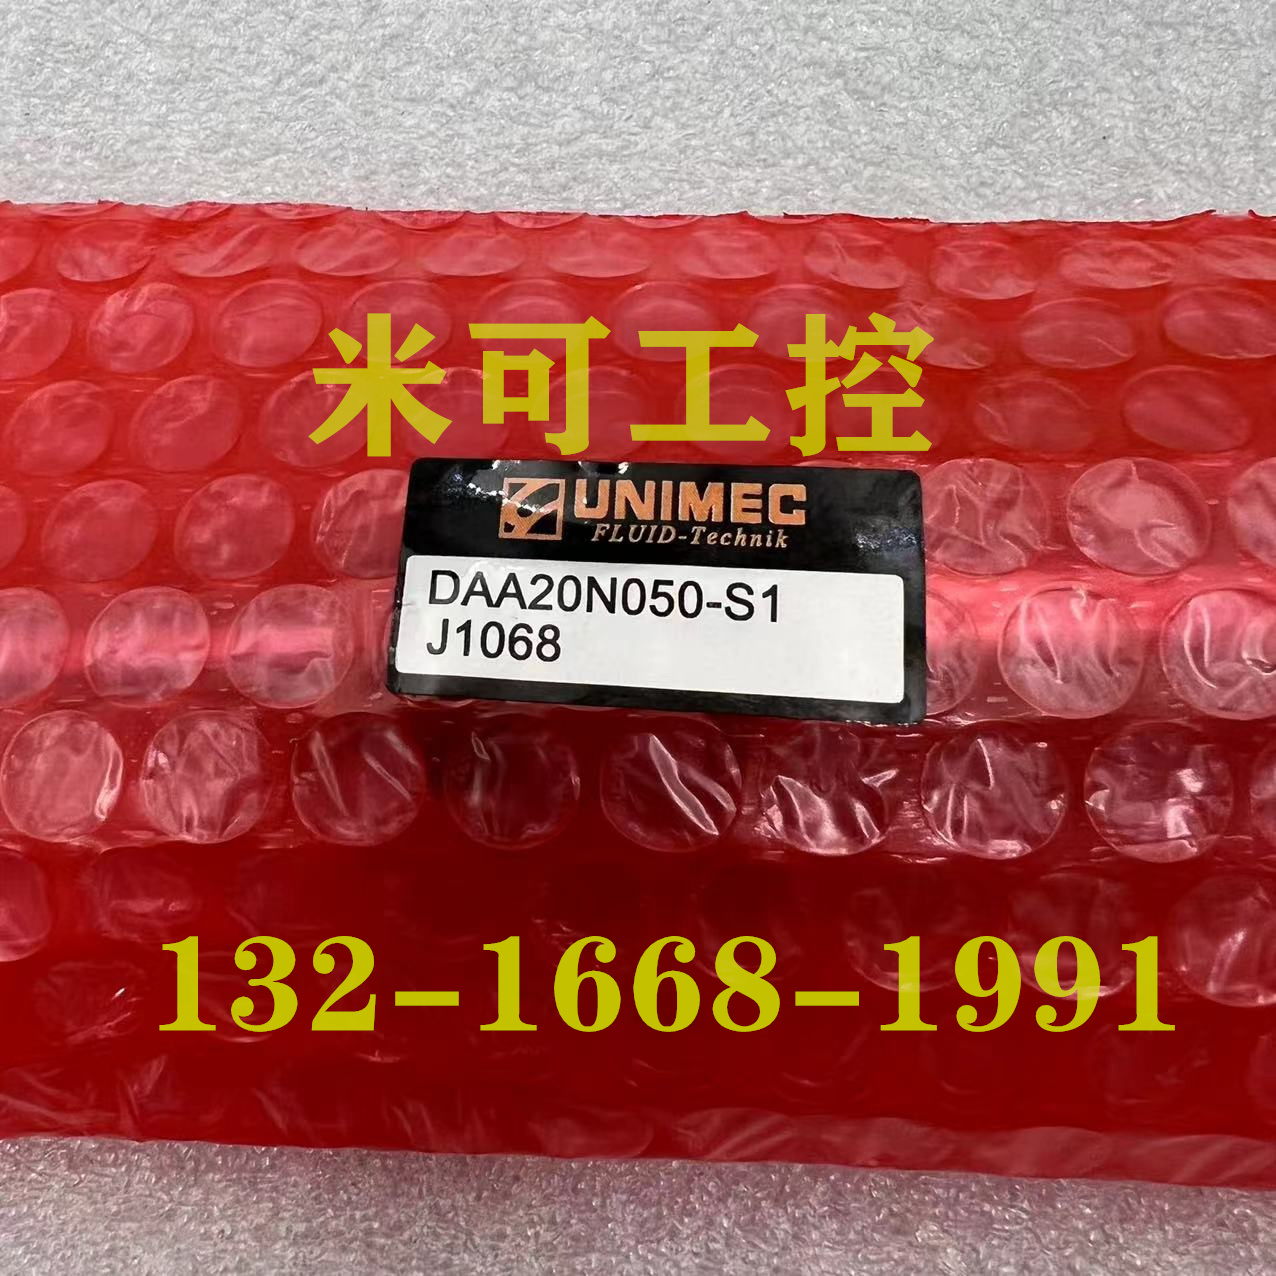 米可工控
UNIMEC
FLUID-Technik
DAA20N050-S1
J1068
132-1668-1991